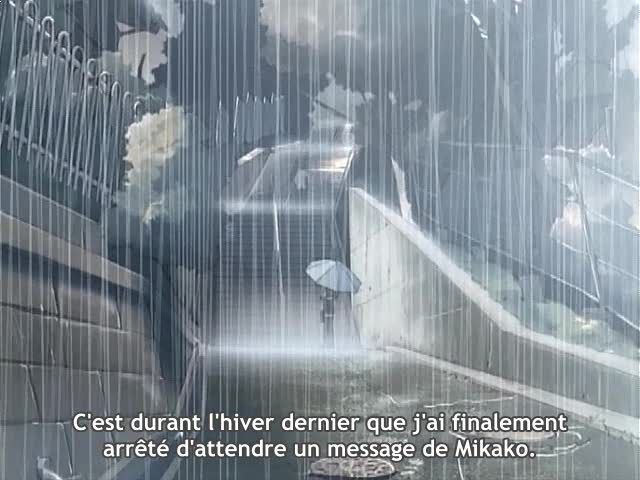 C'est durant l'hiver dernier que j'ai finalement
arrêté d'attendre un message de Mikako.